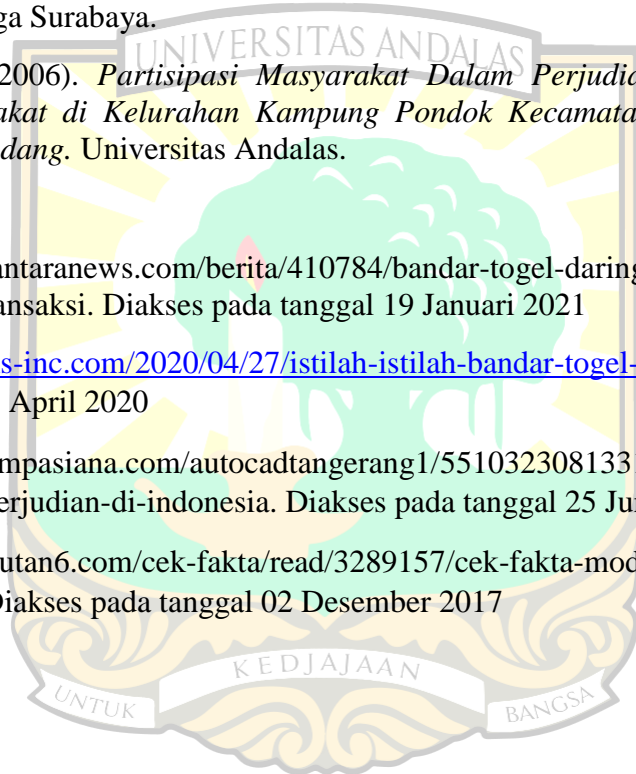 ga Surabaya.
UNIVERSITAS ANDALAS
2006). Partisipasi Masyarakat Dalam Perjudia
akat di Kelurahan Kampung Pondok Kecamata
dang. Universitas Andalas.
antaranews.com/berita/410784/bandar-togel-daring
ansaksi. Diakses pada tanggal 19 Januari 2021
s-inc.com/2020/04/27/istilah-istilah-bandar-togel-
April 2020
mpasiana.com/autocadtangerang1/551032308133
erjudian-di-indonesia. Diakses pada tanggal 25 Ju
utan6.com/cek-fakta/read/3289157/cek-fakta-mod
Diakses pada tanggal 02 Desember 2017
KEDJAJAAN
UNTUK
BANGSA